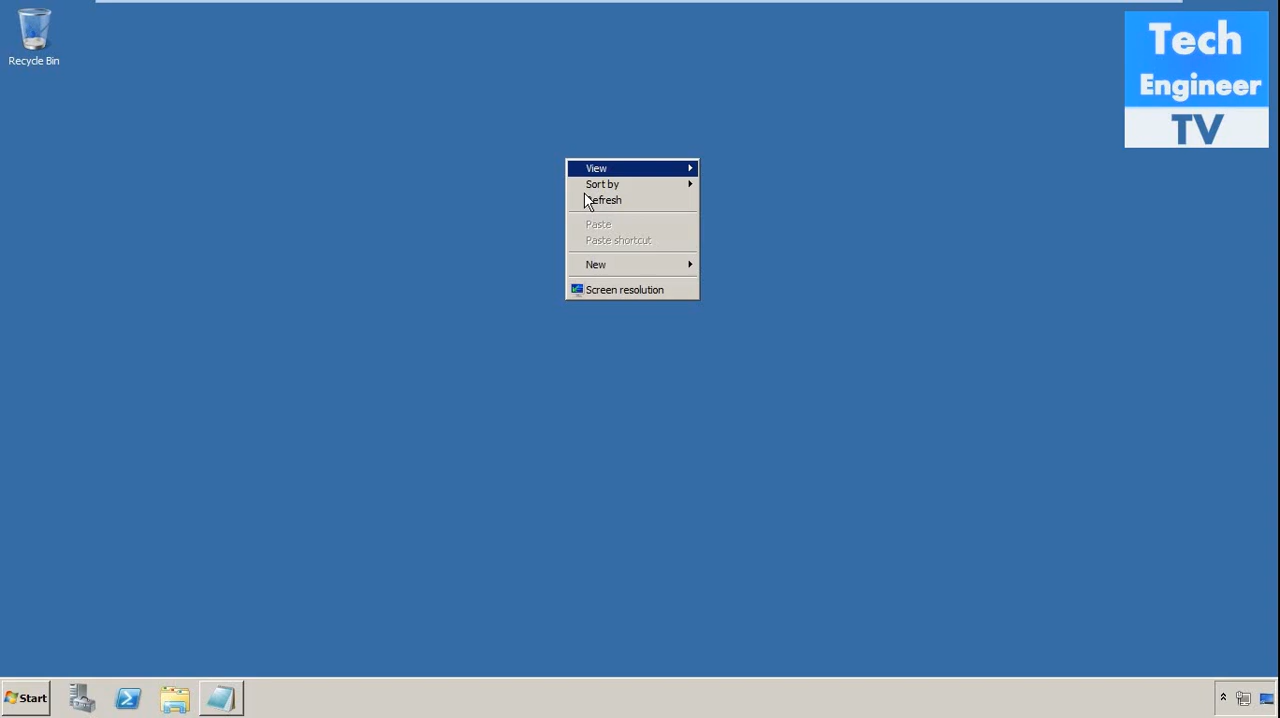 Recycle Bin
Tech
Engineer
TV
View
Sort by
Refresh
Paste
Paste shortcut
New
Screen resolution
Start